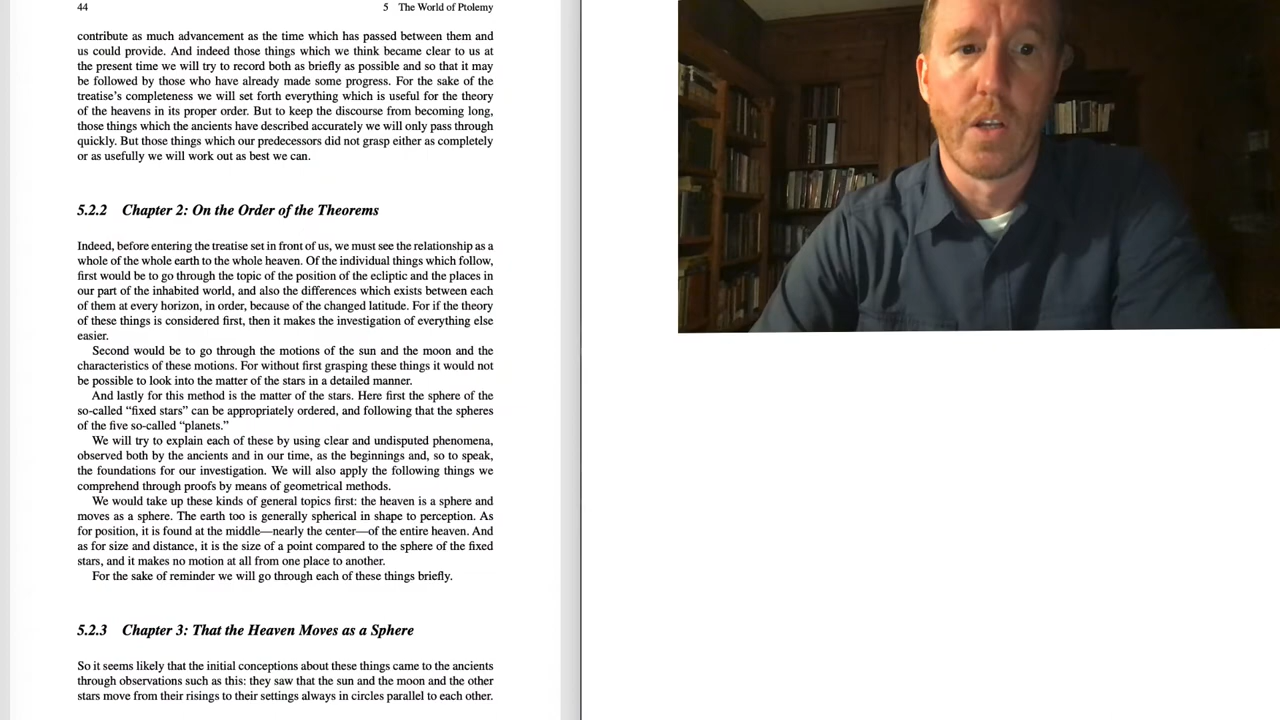 44
5 The World of Ptolemy
contribute as much advancement as the time which has passed between them and
us could provide. And indeed those things which we think became clear to us at
the present time we will try to record both as briefly as possible and so that it may
be followed by those who have already made some progress. For the sake of the
treatise's completeness we will set forth everything which is useful for the theory
of the heavens in its proper order. But to keep the discourse from becoming long,
those things which the ancients have described accurately we will only pass through
quickly. But those things which our predecessors did not grasp either as completely
or as usefully we will work out as best we can.
5.2.2 Chapter 2: On the Order of the Theorems
Indeed, before entering the treatise set in front of us, we must see the relationship as a
whole of the whole earth to the whole heaven. Of the individual things which follow,
first would be to go through the topic of the position of the ecliptic and the places in
our part of the inhabited world, and also the differences which exists between each
of them at every horizon, in order, because of the changed latitude. For if the theory
of these things is considered first, then it makes the investigation of everything else
easier.
Second would be to go through the motions of the sun and the moon and the
characteristics of these motions. For without first grasping these things it would not
be possible to look into the matter of the stars in a detailed manner.
And lastly for this method is the matter of the stars. Here first the sphere of the
so-called “fixed stars” can be appropriately ordered, and following that the spheres
of the five so-called “planets.”
We will try to explain each of these by using clear and undisputed phenomena,
observed both by the ancients and in our time, as the beginnings and, so to speak,
the foundations for our investigation. We will also apply the following things we
comprehend through proofs by means of geometrical methods.
We would take up these kinds of general topics first: the heaven is a sphere and
moves as a sphere. The earth too is generally spherical in shape to perception. As
for position, it is found at the middle—nearly the center—of the entire heaven. And
as for size and distance, it is the size of a point compared to the sphere of the fixed
stars, and it makes no motion at all from one place to another.
For the sake of reminder we will go through each of these things briefly.
5.2.3 Chapter 3: That the Heaven Moves as a Sphere
So it seems likely that the initial conceptions about these things came to the ancients
through observations such as this: they saw that the sun and the moon and the other
stars move from their risings to their settings always in circles parallel to each other.